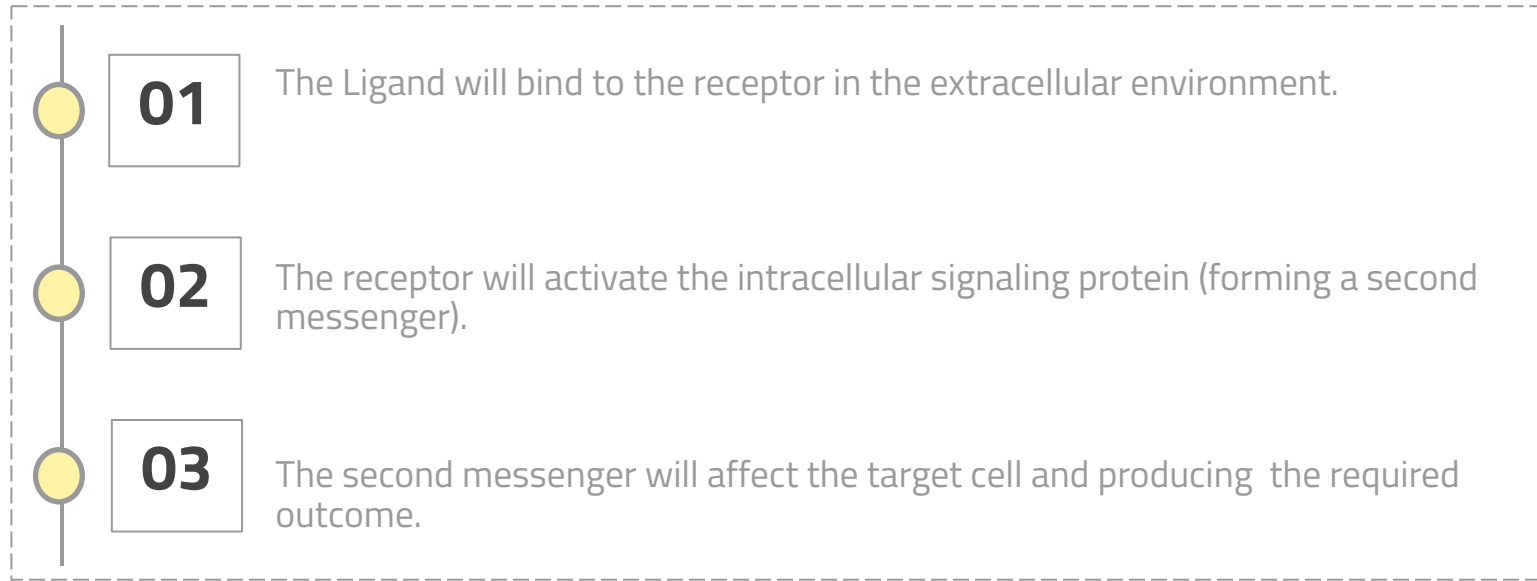 01
The Ligand will bind to the receptor in the extracellular environment.
02
The receptor will activate the intracellular signaling protein (forming a second
messenger).
03
The second messenger will affect the target cell and producing  the required
outcome.